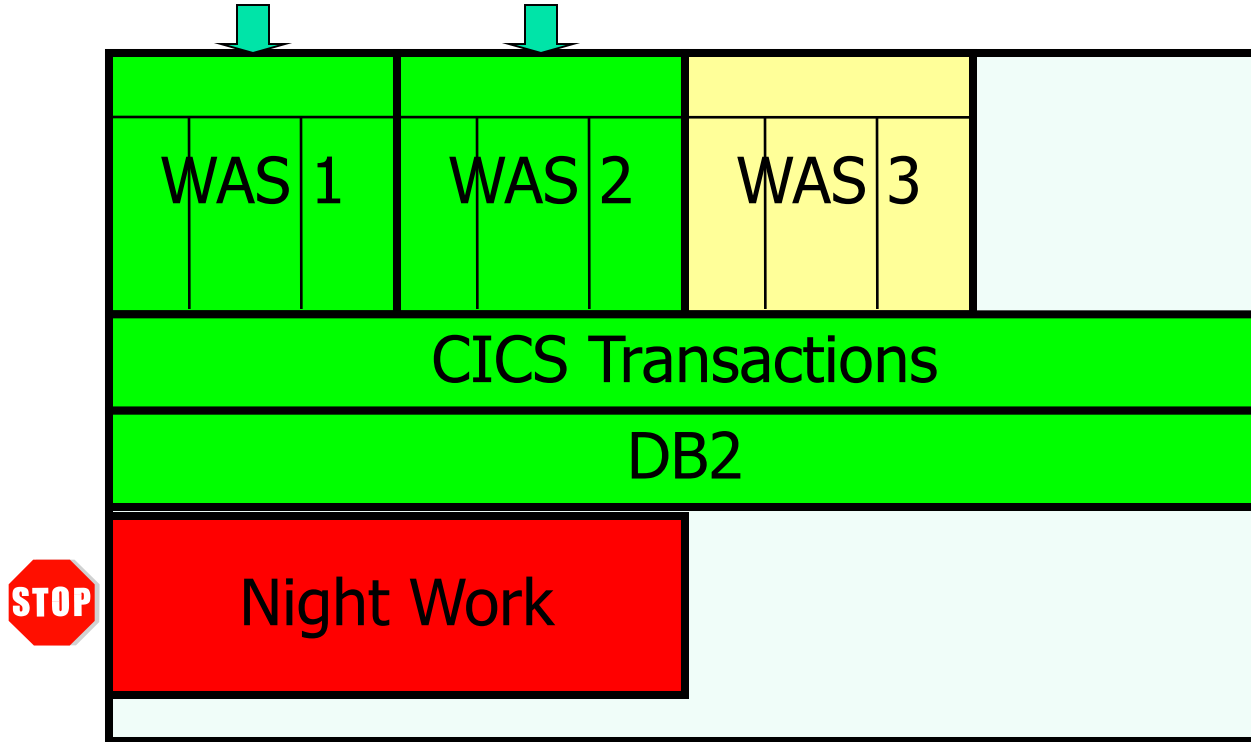 WAS 1
WAS 2
WAS 3
CICS Transactions
DB2
STOP
Night Work